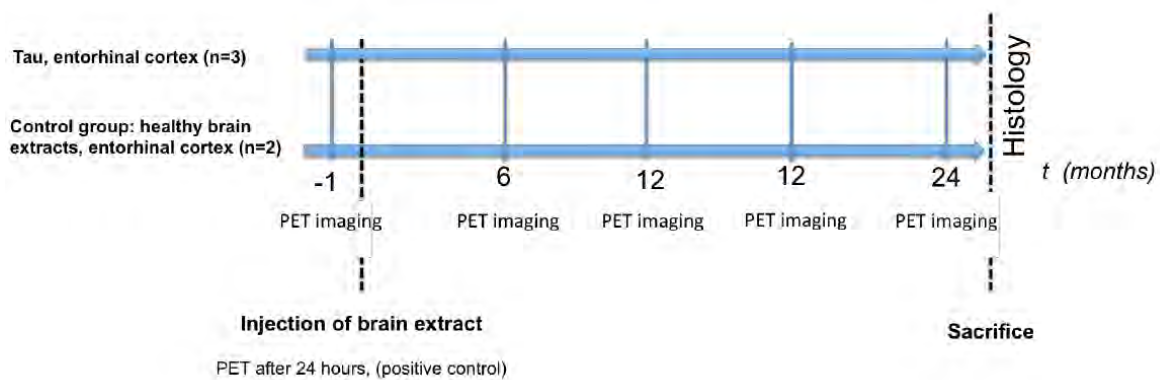 Tau, entorhinal cortex (n=3)
Control group: healthy brain
extracts, entorhinal cortex (n=2)
Histology
-1 6 12 12 24 t (months)
PET imaging PET imaging PET imaging PET imaging PET imaging
Injection of brain extract
Sacrifice
PET after 24 hours, (positive control)